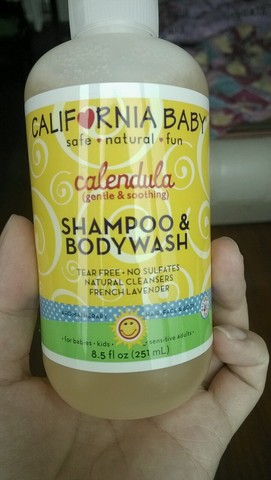 CALIFORNIA BABY
safe • natural • fun
calendula
(gentle & soothing)
SHAMPOO &
BODYWASH
TEAR FREE • NO SULFATES
NATURAL CLEANSERS
FRENCH LAVENDER
-for babies • kids • sensitive adults-
8.5 fl oz (251 mL)